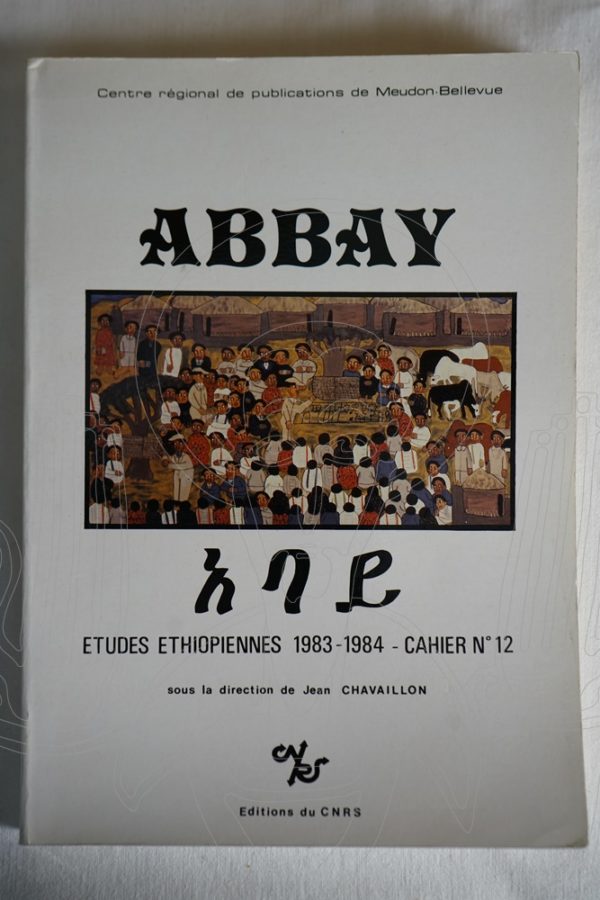 Centre régional de publications de Meudon-Bellevue
ABBAY
አባይ
ETUDES ETHIOPIENNES 1983-1984 - CAHIER N° 12
sous la direction de Jean CHAVAILLON
CNRS
Editions du CNRS